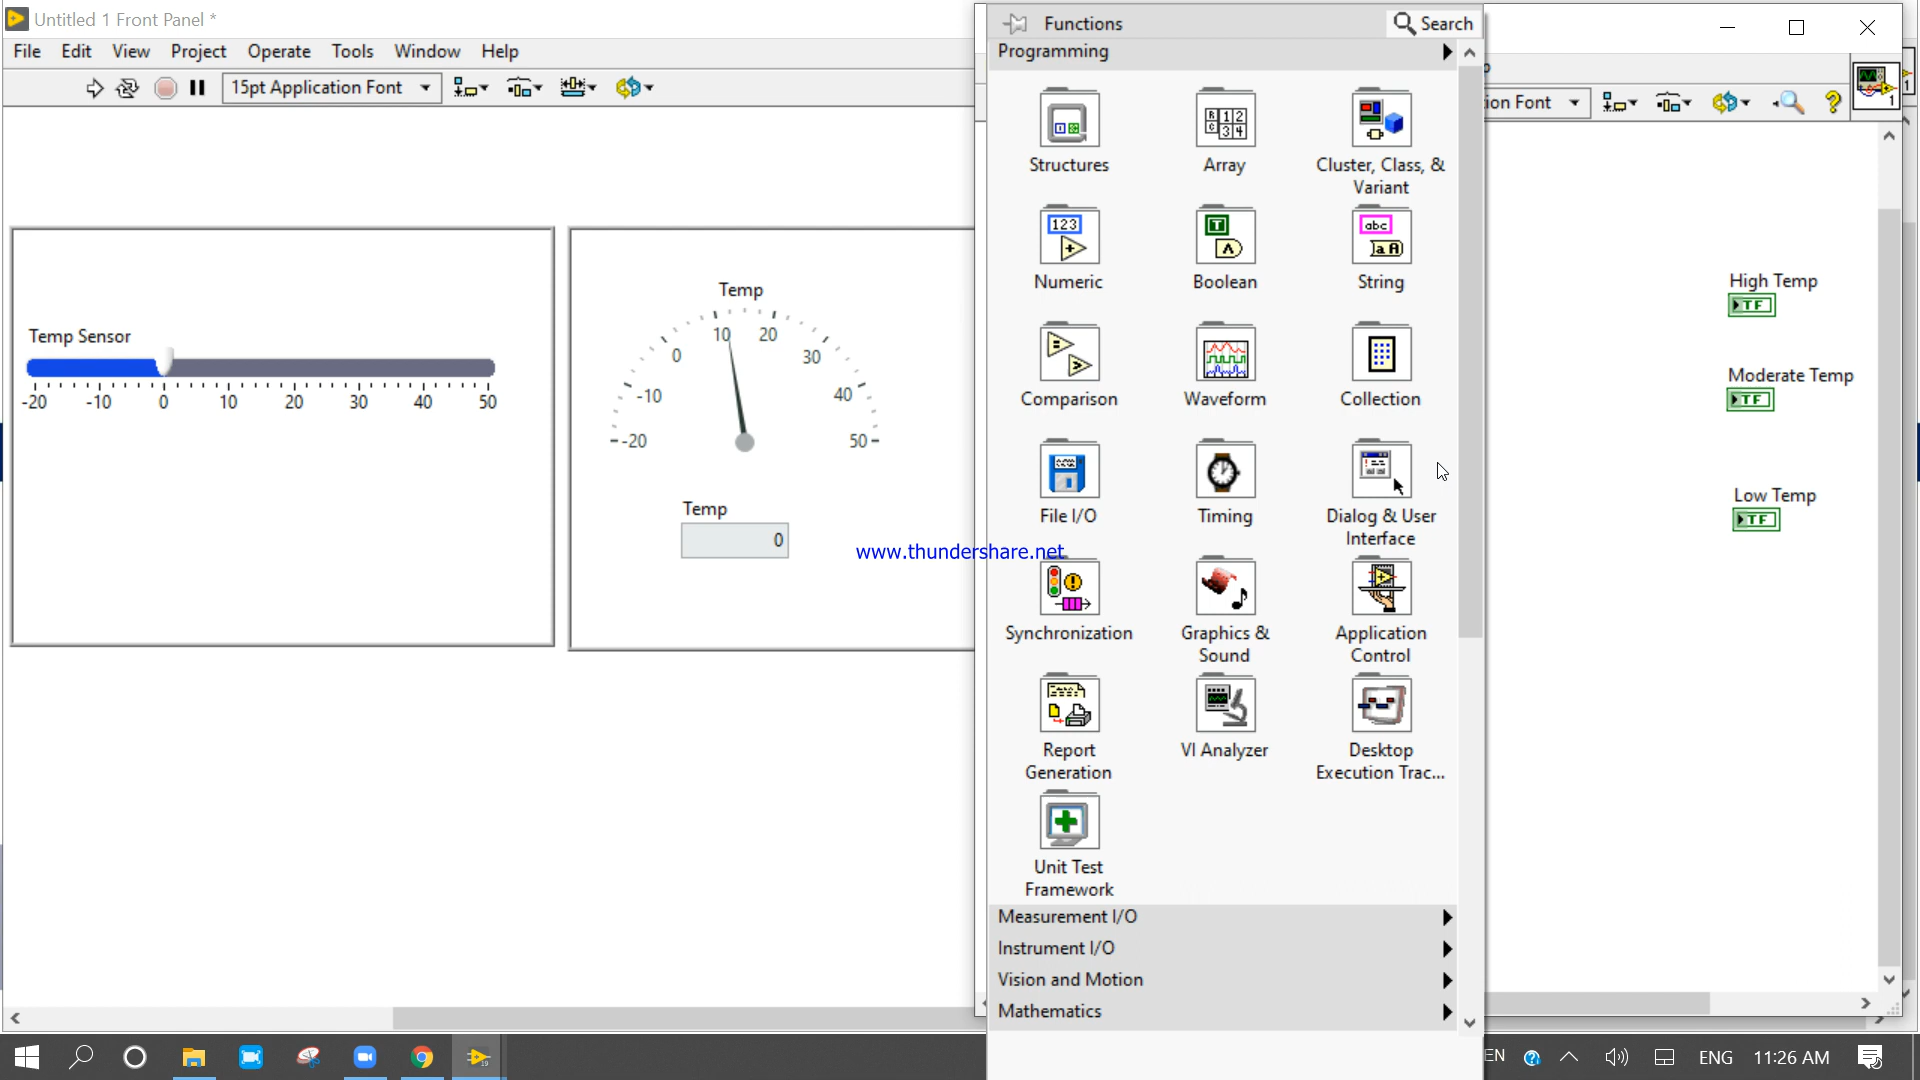 Untitled 1 Front Panel *
File Edit View Project Operate Tools Window Help
15pt Application Font
Temp Sensor
-20 -10 0 10 20 30 40 50
Temp
-20 -10 0 10 20 30 40 50
Temp
0
www.thundershare.net
Functions
Search
Programming
Structures
Array
Cluster, Class, &
Variant
123
Numeric
Boolean
abc
String
Comparison
Waveform
Collection
File I/O
Timing
Dialog & User
Interface
Synchronization
Graphics &
Sound
Application
Control
Report
Generation
VI Analyzer
Desktop
Execution Trac...
Unit Test
Framework
Measurement I/O
Instrument I/O
Vision and Motion
Mathematics
ion Font
High Temp
TF
Moderate Temp
TF
Low Temp
TF
EN
ENG
11:26 AM